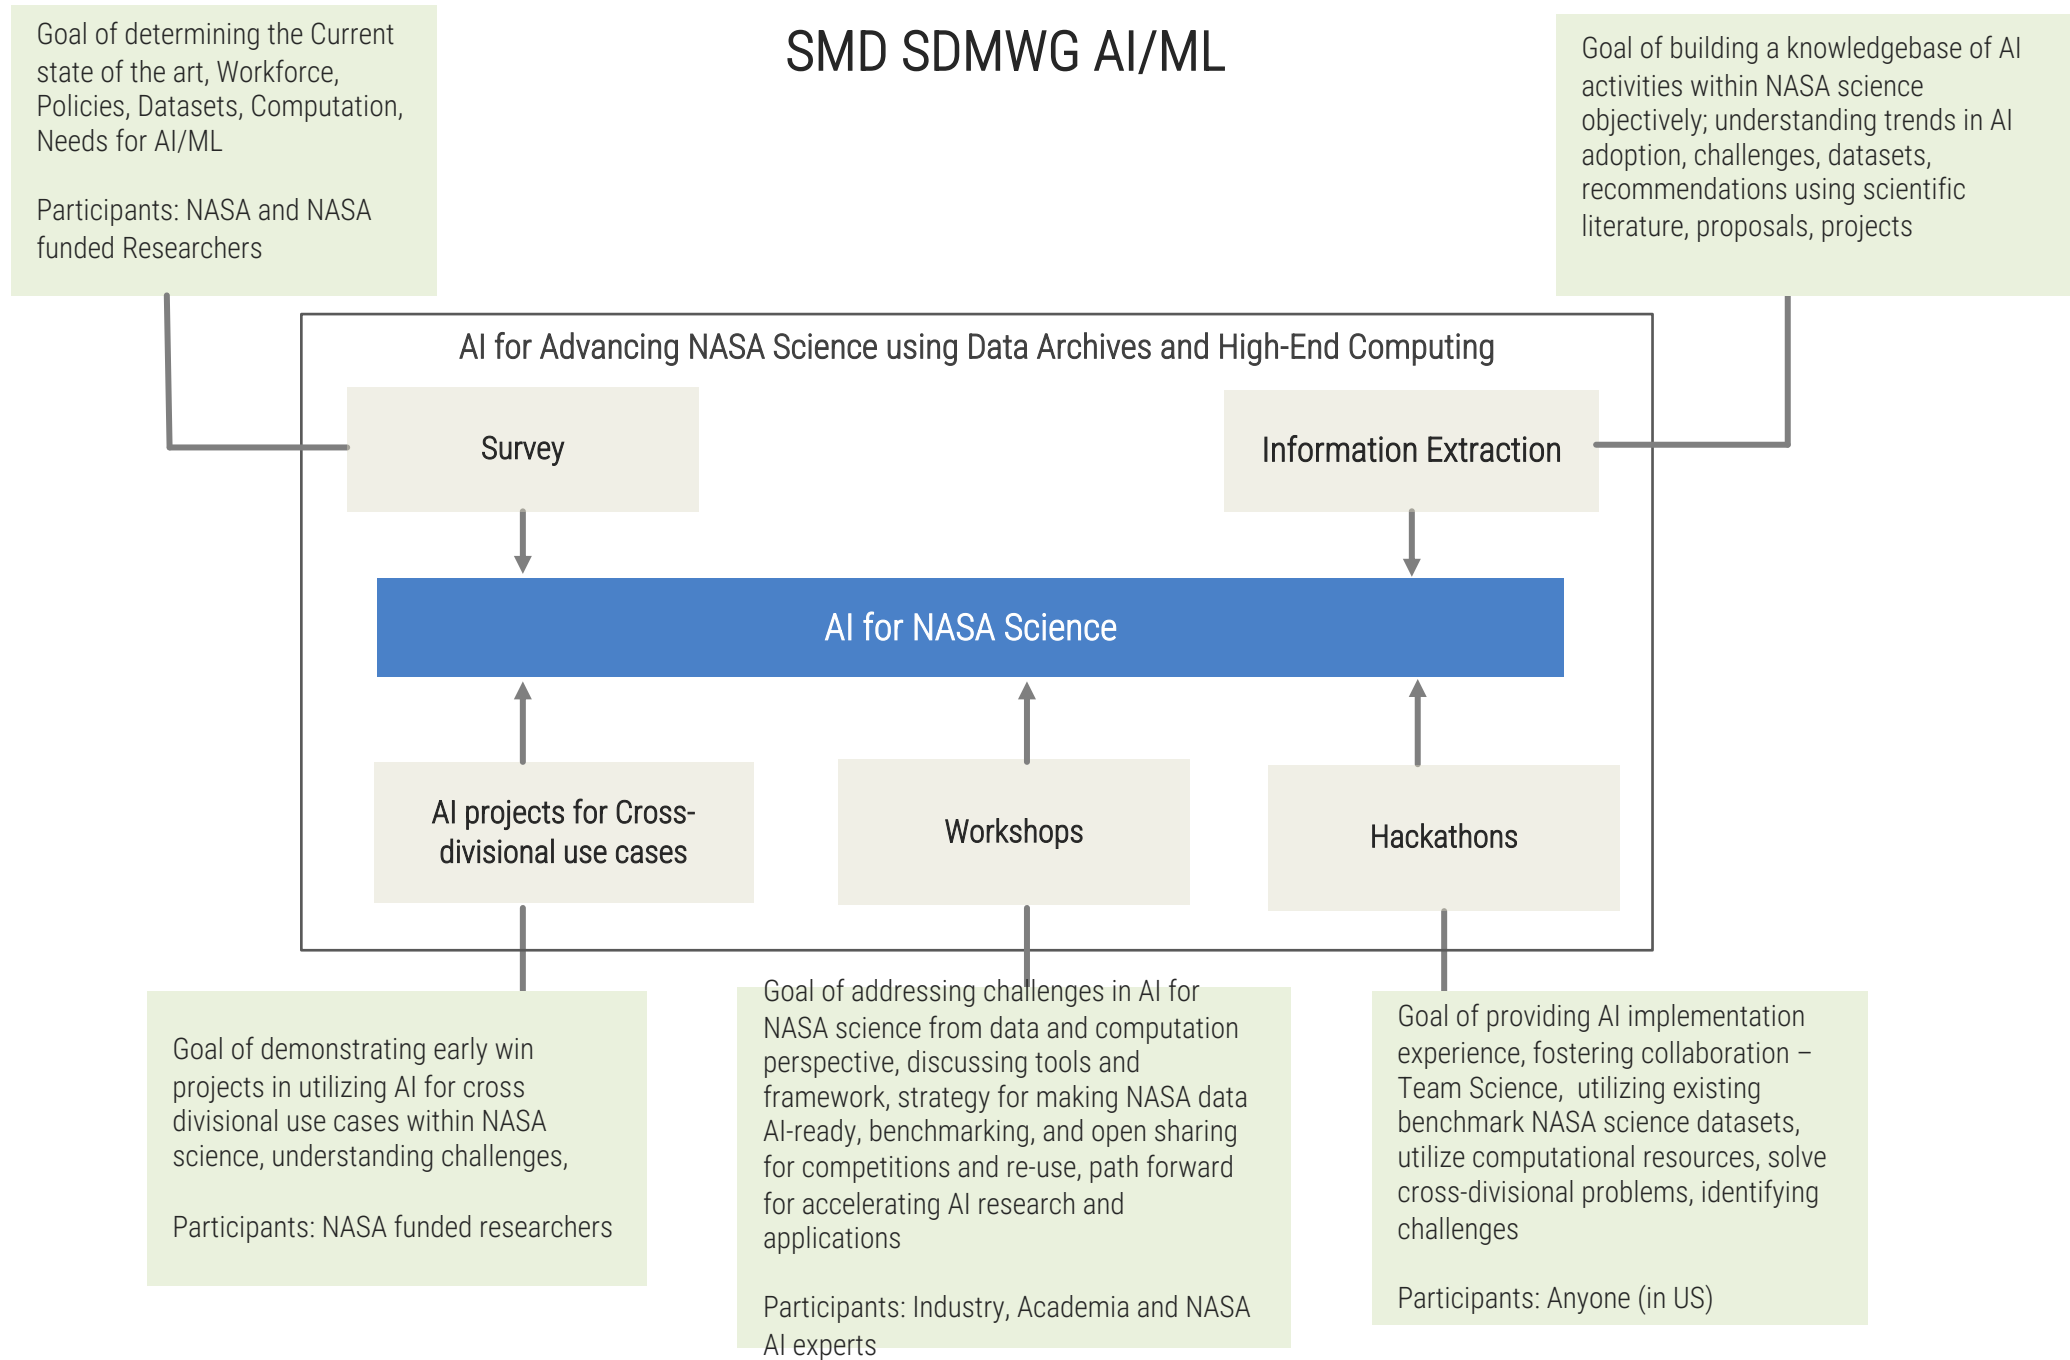 SMD SDMWG AI/ML
Goal of determining the Current
state of the art, Workforce,
Policies, Datasets, Computation,
Needs for AI/ML
Participants: NASA and NASA
funded Researchers
Goal of building a knowledgebase of AI
activities within NASA science
objectively; understanding trends in AI
adoption, challenges, datasets,
recommendations using scientific
literature, proposals, projects
AI for Advancing NASA Science using Data Archives and High-End Computing
Survey
Information Extraction
AI for NASA Science
AI projects for Cross-
divisional use cases
Workshops
Hackathons
Goal of demonstrating early win
projects in utilizing AI for cross
divisional use cases within NASA
science, understanding challenges,
Participants: NASA funded researchers
Goal of addressing challenges in AI for
NASA science from data and computation
perspective, discussing tools and
framework, strategy for making NASA data
AI-ready, benchmarking, and open sharing
for competitions and re-use, path forward
for accelerating AI research and
applications
Participants: Industry, Academia and NASA
AI experts
Goal of providing AI implementation
experience, fostering collaboration –
Team Science,  utilizing existing
benchmark NASA science datasets,
utilize computational resources, solve
cross-divisional problems, identifying
challenges
Participants: Anyone (in US)